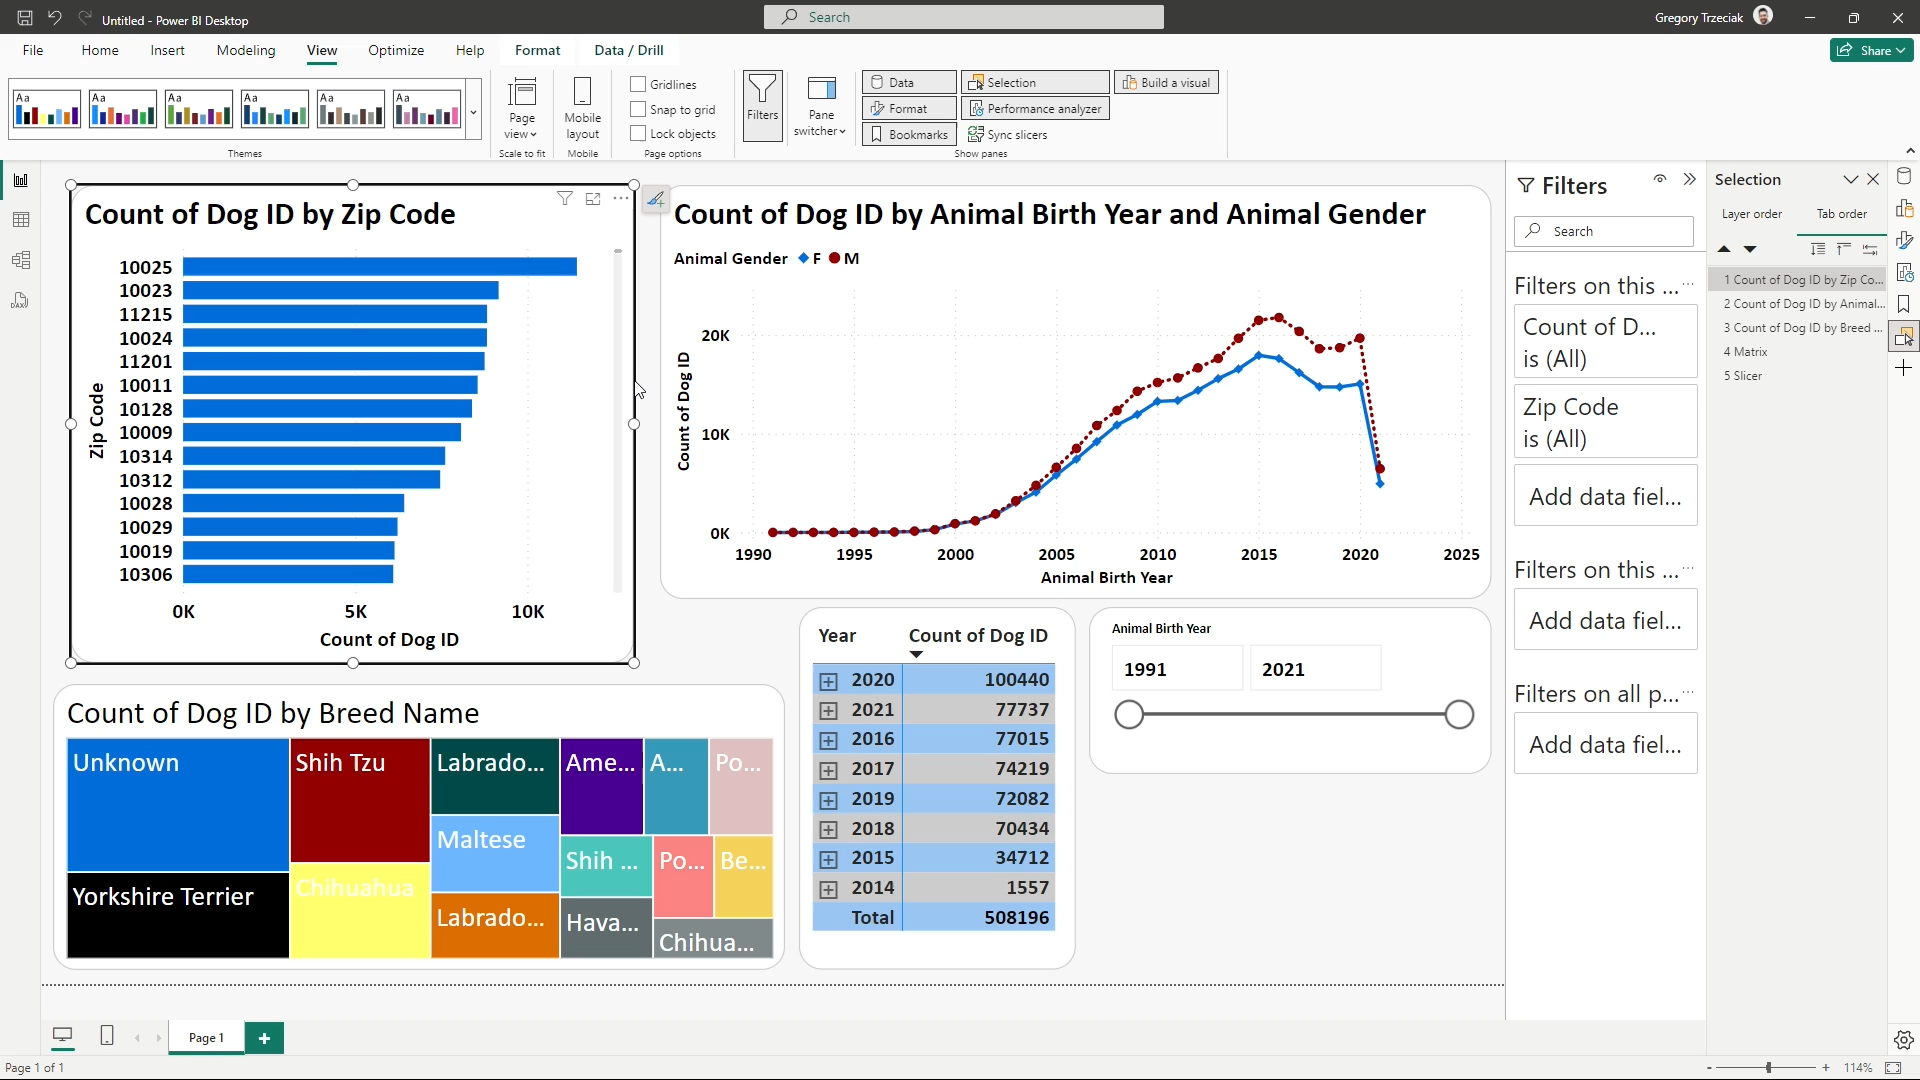 Untitled - Power BI Desktop
Search
Gregory Trzeciak
File Home Insert Modeling View Optimize Help Format Data / Drill
Share
Aa Aa Aa Aa Aa Aa
Themes
Page view
Scale to fit
Mobile layout
Mobile
Gridlines
Snap to grid
Lock objects
Page options
Filters
Pane switcher
Data
Format
Bookmarks
Selection
Performance analyzer
Sync slicers
Build a visual
Show panes
Count of Dog ID by Zip Code
Zip Code
10025
10023
11215
10024
11201
10011
10128
10009
10314
10312
10028
10029
10019
10306
0K 5K 10K
Count of Dog ID
Count of Dog ID by Animal Birth Year and Animal Gender
Animal Gender F M
Count of Dog ID
20K
10K
0K
1990 1995 2000 2005 2010 2015 2020 2025
Animal Birth Year
Count of Dog ID by Breed Name
Unknown
Yorkshire Terrier
Shih Tzu
Chihuahua
Labrado...
Maltese
Labrado...
Ame...
A...
Po...
Shih ...
Po...
Be...
Hava...
Chihua...
Year Count of Dog ID
2020 100440
2021 77737
2016 77015
2017 74219
2019 72082
2018 70434
2015 34712
2014 1557
Total 508196
Animal Birth Year
1991 2021
Filters
Search
Filters on this ... ...
Count of D...
is (All)
Zip Code
is (All)
Add data fiel...
Filters on this ... ...
Add data fiel...
Filters on all p... ...
Add data fiel...
Selection
Layer order Tab order
1 Count of Dog ID by Zip Co...
2 Count of Dog ID by Animal...
3 Count of Dog ID by Breed ...
4 Matrix
5 Slicer
DAX
Page 1
Page 1 of 1
- + 114%